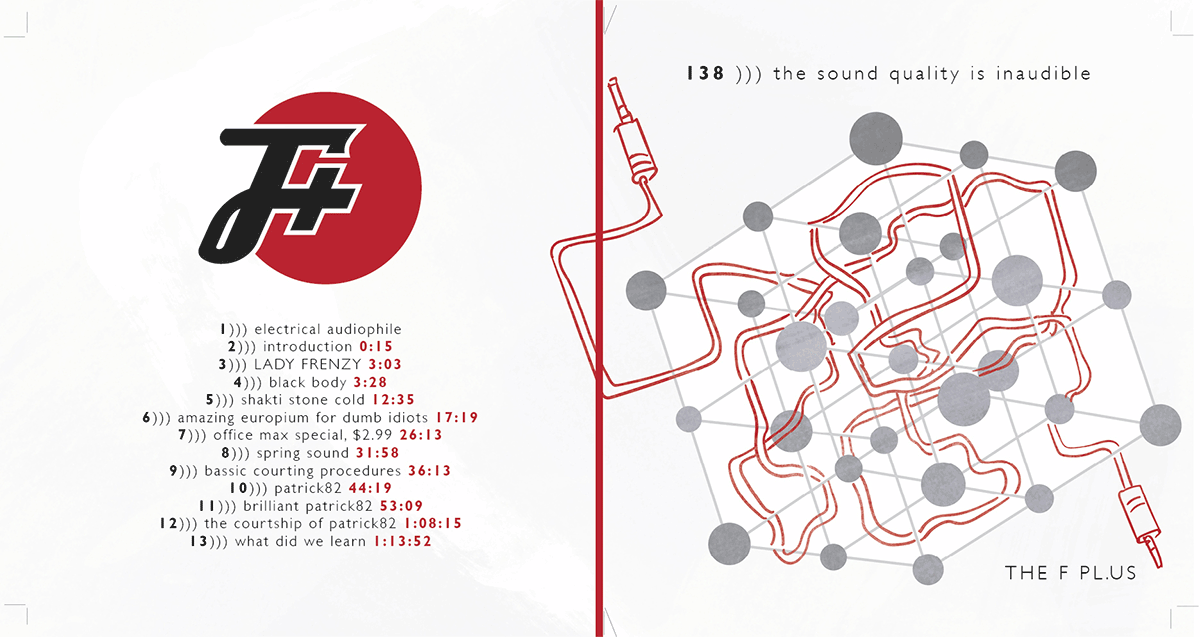 F+
1))) electrical audiophile
2))) introduction 0:15
3))) LADY FRENZY 3:03
4))) black body 3:28
5))) shakti stone cold 12:35
6))) amazing europium for dumb idiots 17:19
7))) office max special, $2.99 26:13
8))) spring sound 31:58
9))) bassic courting procedures 36:13
10))) patrick82 44:19
11))) brilliant patrick82 53:09
12))) the courtship of patrick82 1:08:15
13))) what did we learn 1:13:52
138 ))) the sound quality is inaudible
THE F PL.US